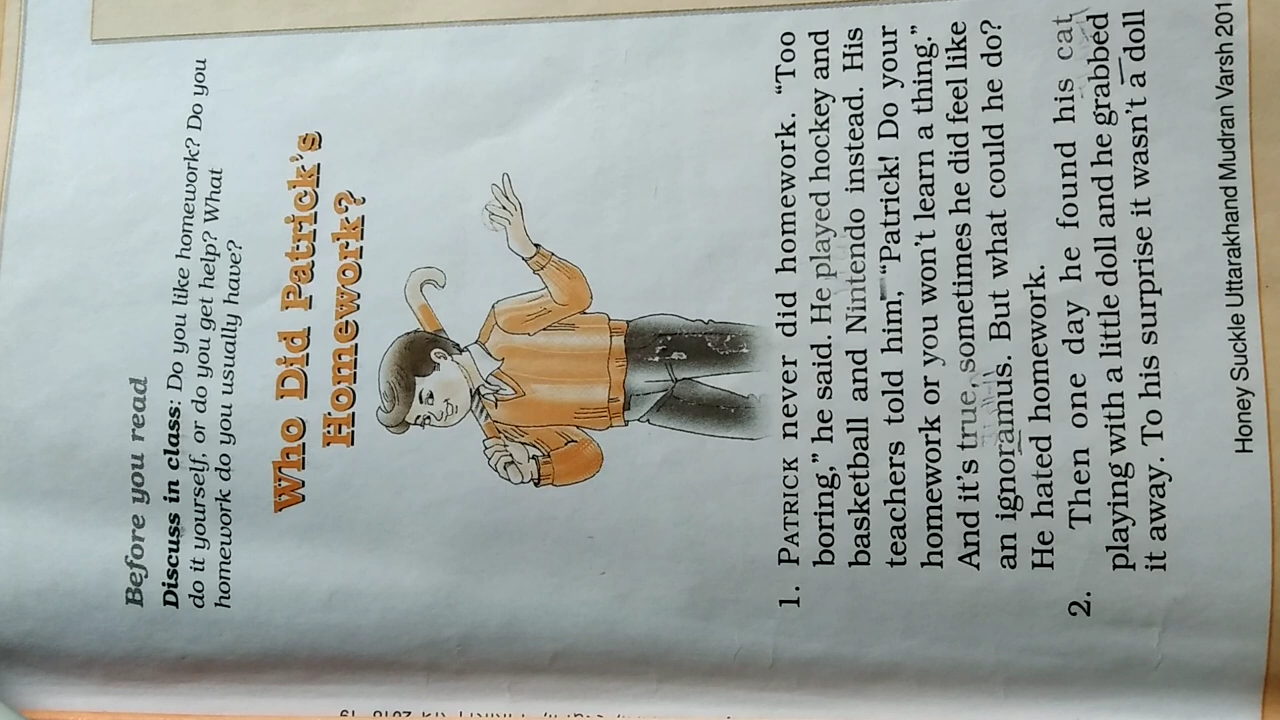 Before you read
Discuss in class: Do you like homework? Do you
do it yourself, or do you get help? What
homework do you usually have?
Who Did Patrick's
Homework?
1. PATRICK never did homework. “Too
boring,” he said. He played hockey and
basketball and Nintendo instead. His
teachers told him, “Patrick! Do your
homework or you won't learn a thing.”
And it's true, sometimes he did feel like
an ignoramus. But what could he do?
He hated homework.
2. Then one day he found his cat
playing with a little doll and he grabbed
it away. To his surprise it wasn't a doll
Honey Suckle Uttarakhand Mudran Varsh 201